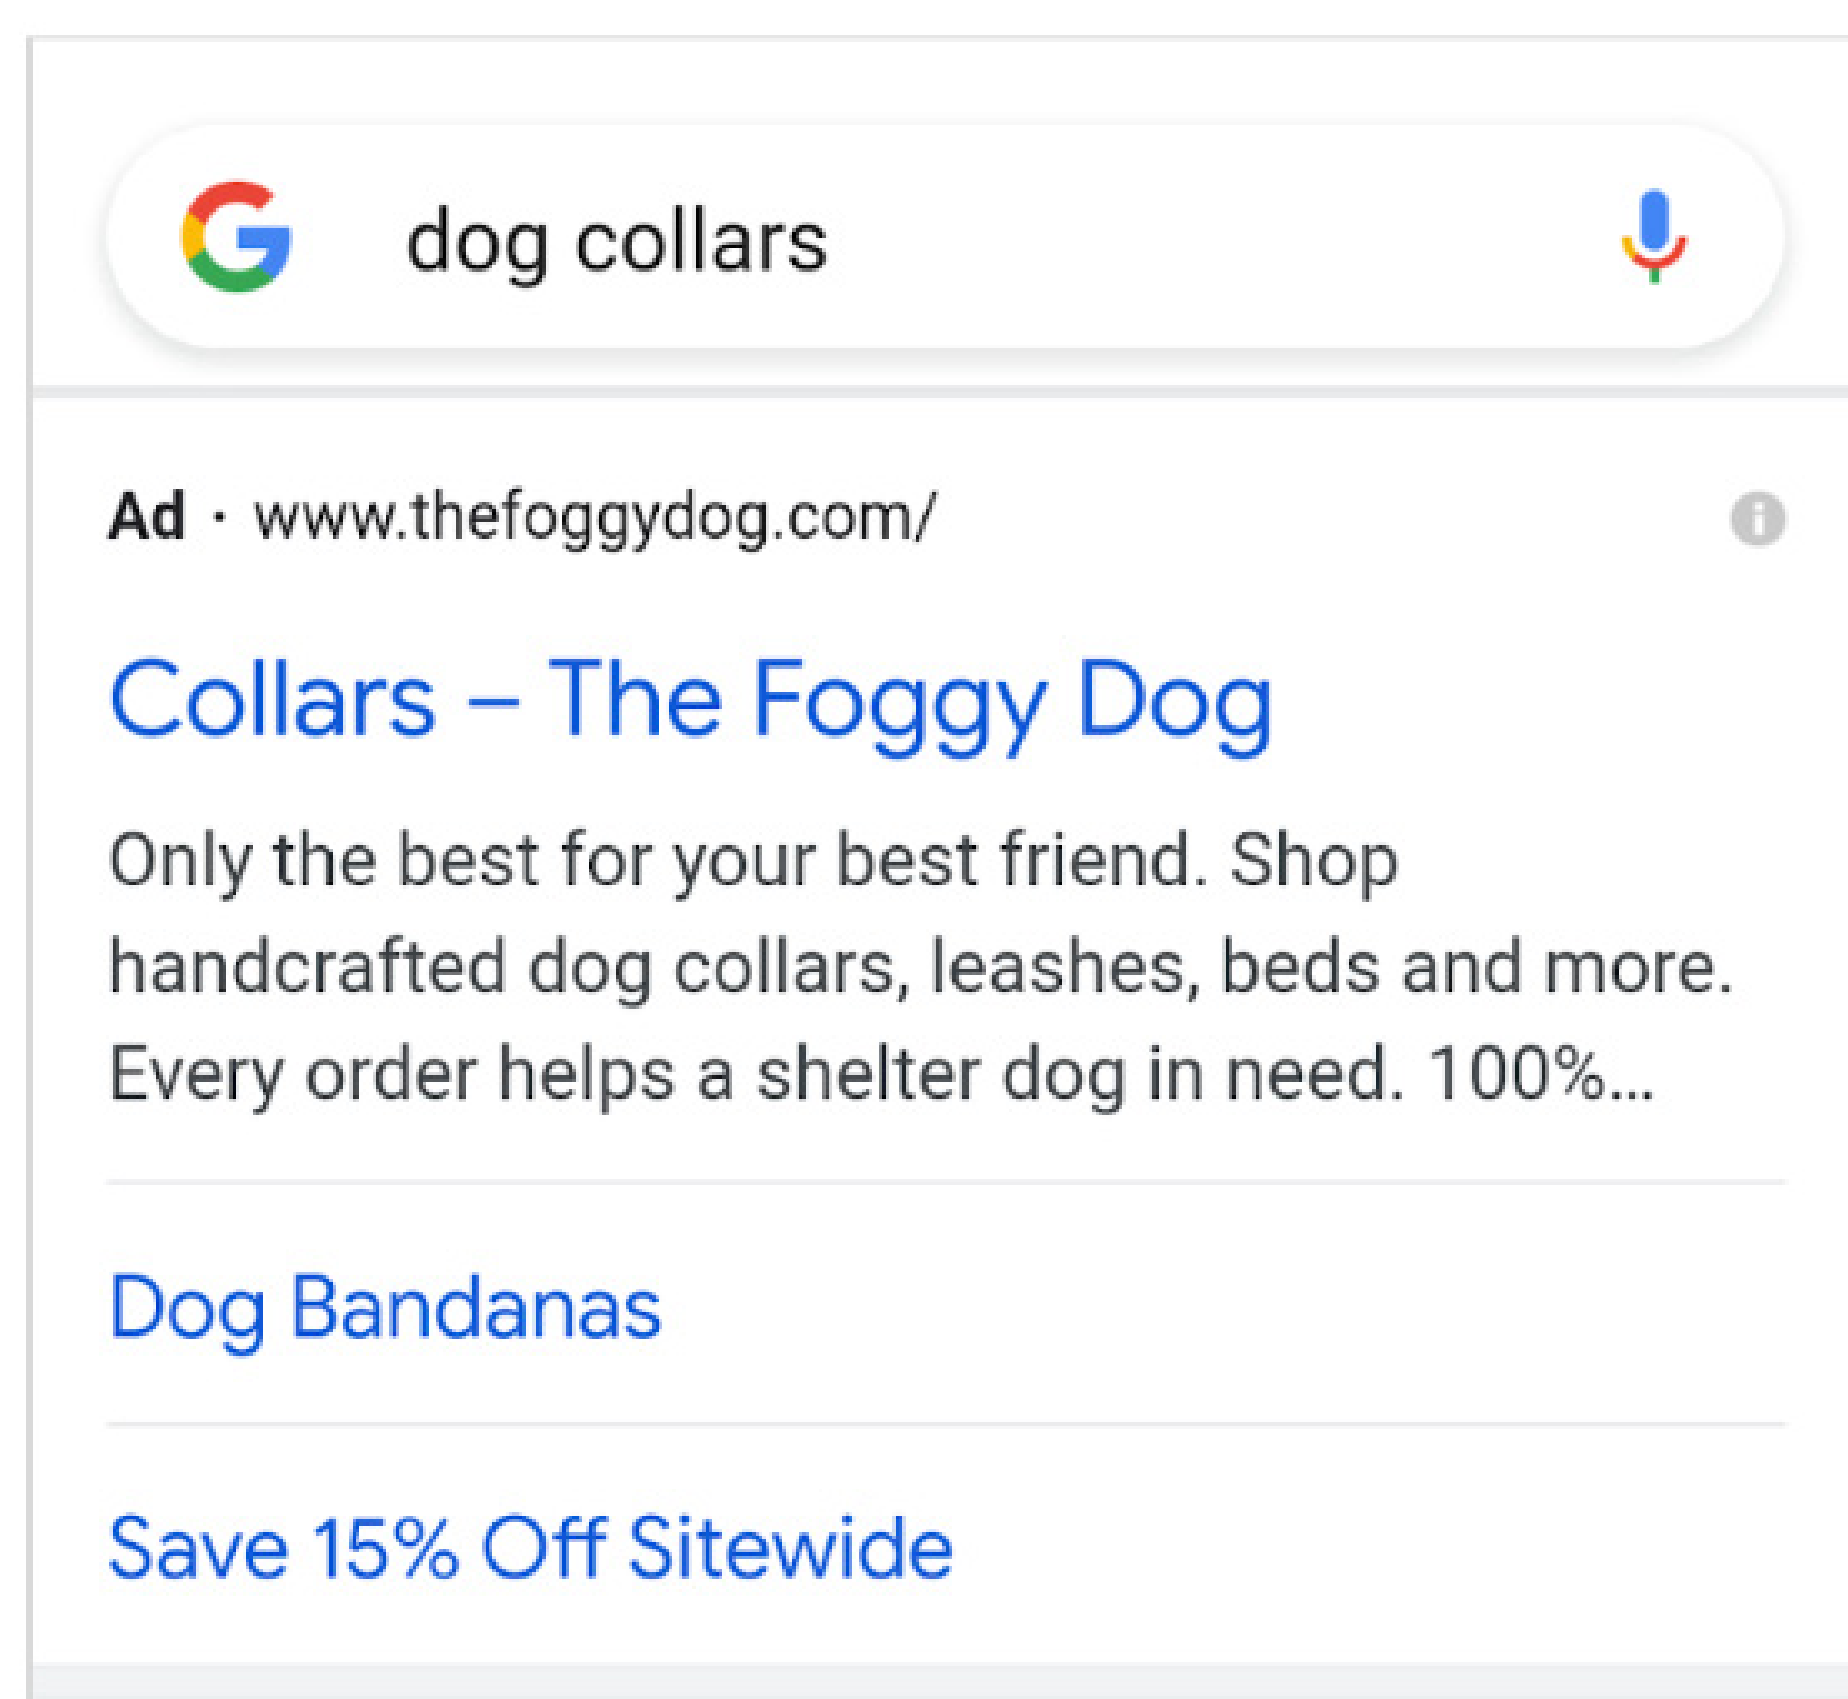 dog collars
Ad · www.thefoggydog.com/
Collars – The Foggy Dog
Only the best for your best friend. Shop
handcrafted dog collars, leashes, beds and more.
Every order helps a shelter dog in need. 100%...
Dog Bandanas
Save 15% Off Sitewide